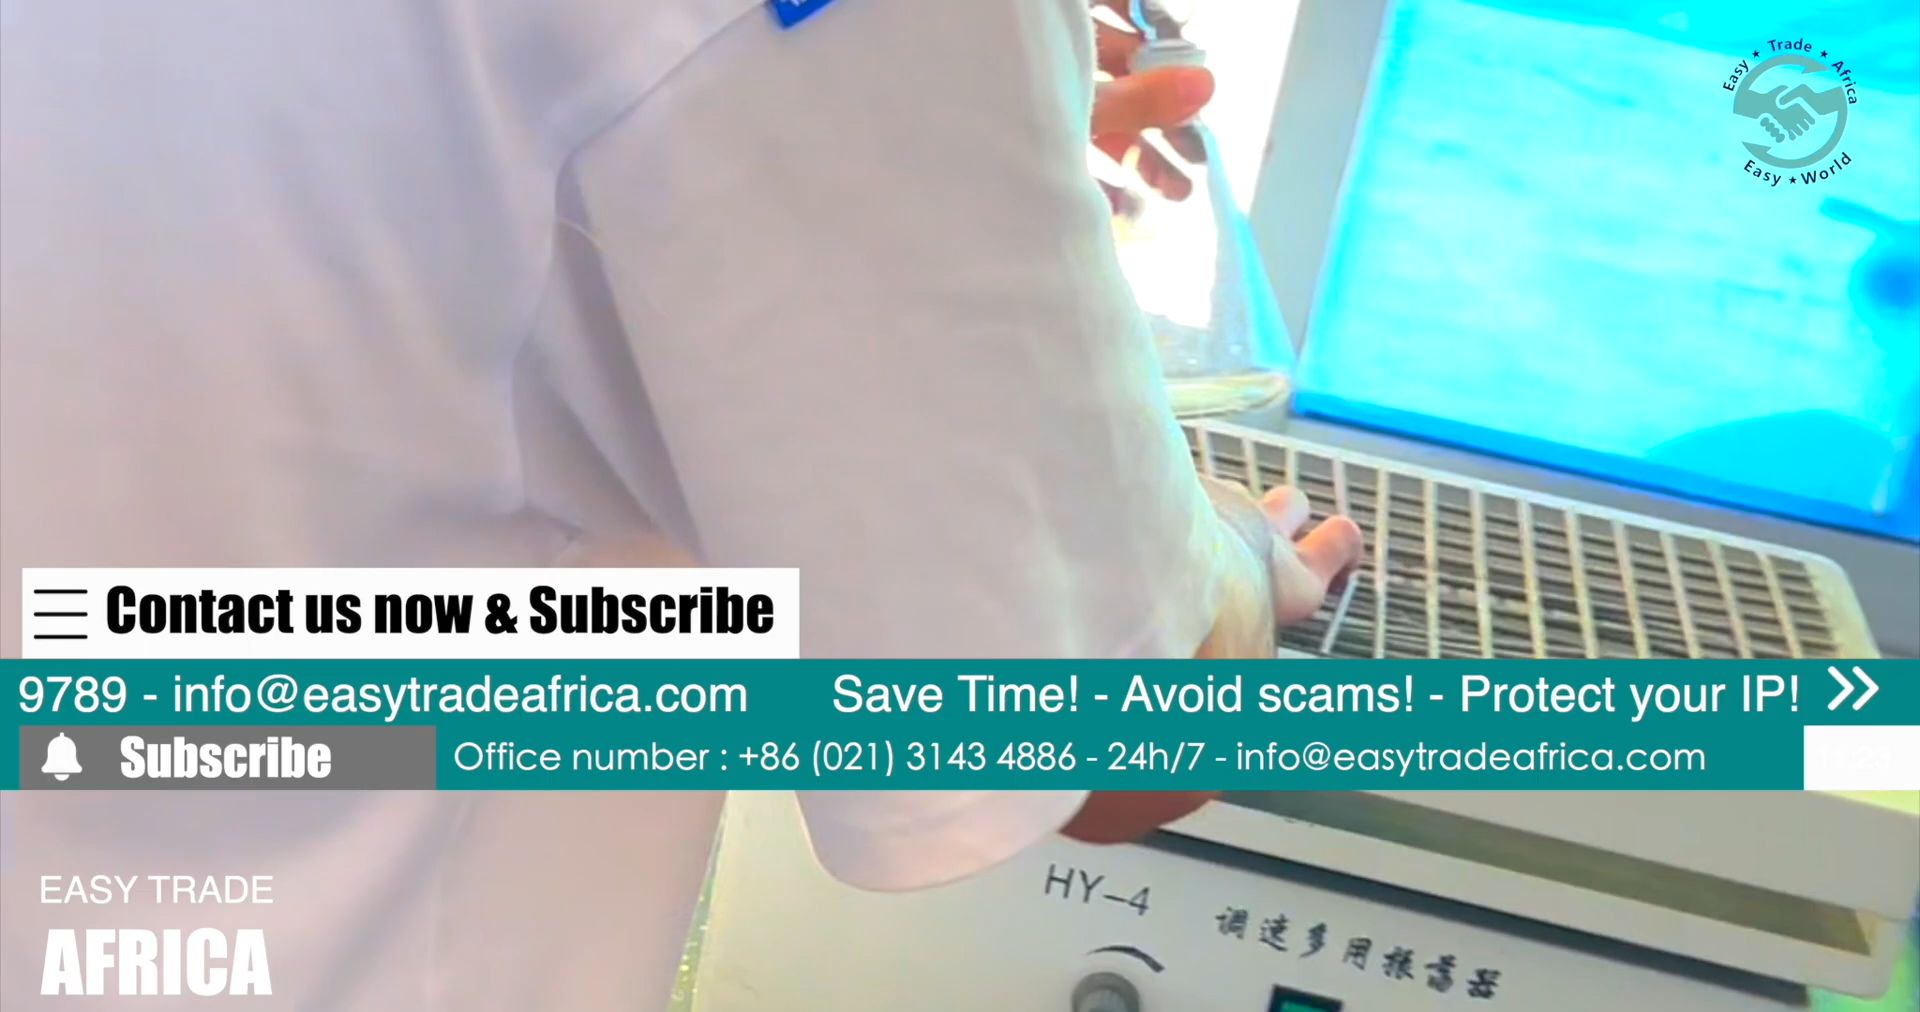 Easy ★ Trade ★ Africa
Easy ★ World
Contact us now & Subscribe
9789 - info@easytradeafrica.com Save Time! - Avoid scams! - Protect your IP!
Subscribe
Office number : +86 (021) 3143 4886 - 24h/7 - info@easytradeafrica.com
11:23
EASY TRADE
AFRICA
HY-4 调速多用振荡器